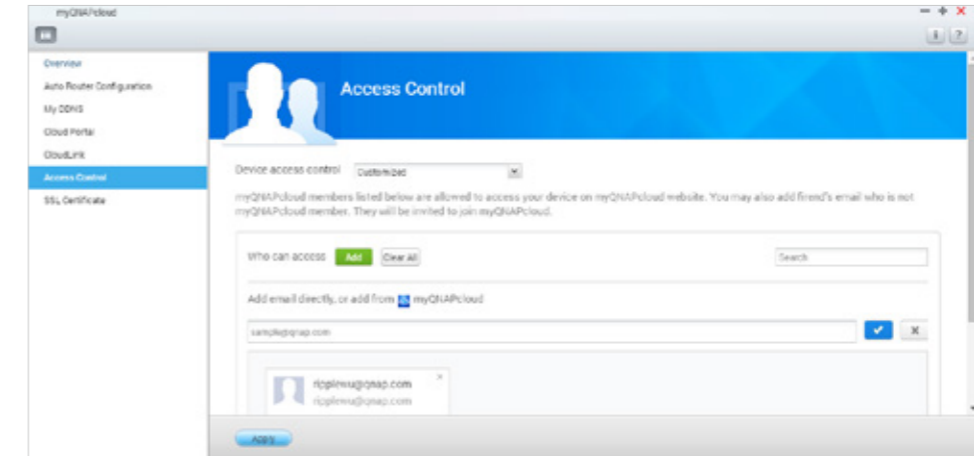 myQNAPcloud
Overview
Auto Router Configuration
My DDNS
Cloud Portal
CloudLink
Access Control
SSL Certificate
Access Control
Device access control Customized
myQNAPcloud members listed below are allowed to access your device on myQNAPcloud website. You may also add firend's email who is not
myQNAPcloud member. They will be invited to join myQNAPcloud.
Who can access Add Clear All Search
Add email directly, or add from myQNAPcloud
sample@qnap.com
ripplewu@qnap.com
ripplewu@qnap.com
Apply